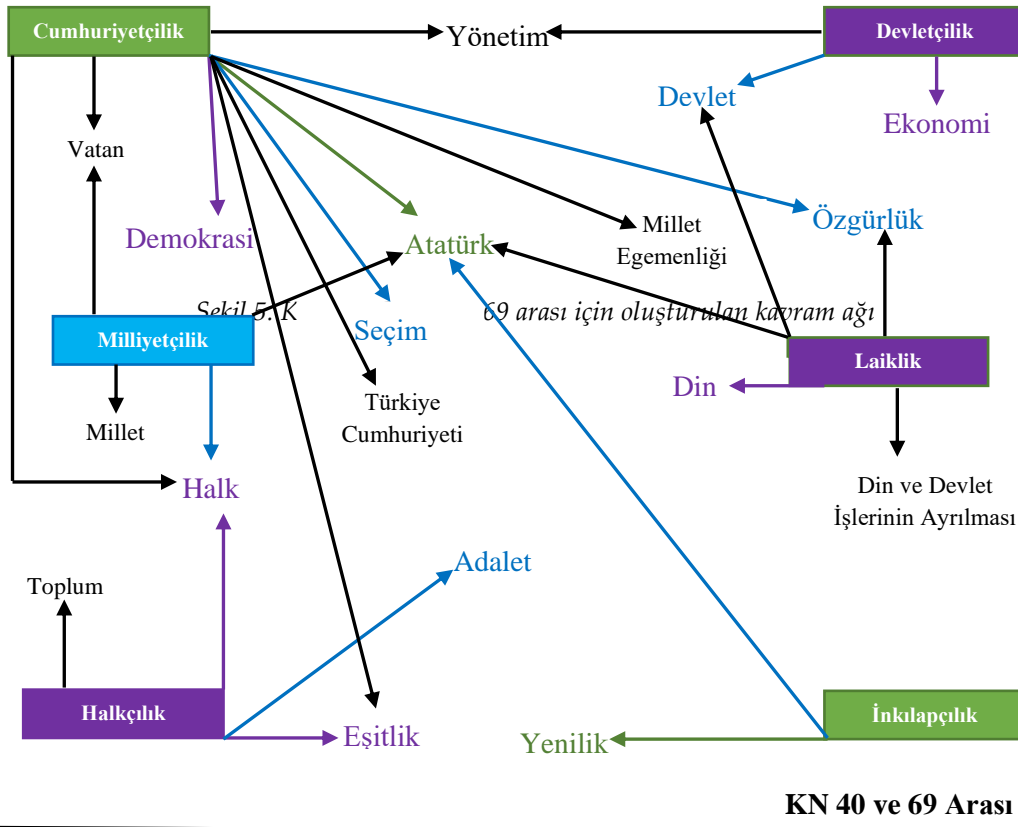 Cumhuriyetçilik
Yönetim
Devletçilik
Devlet
Ekonomi
Vatan
Demokrasi
Atatürk
Millet
Egemenliği
Özgürlük
Şekil 5. K 69 arası için oluşturulan kavram ağı
Milliyetçilik
Seçim
Laiklik
Din
Türkiye
Cumhuriyeti
Millet
Halk
Din ve Devlet
İşlerinin Ayrılması
Adalet
Toplum
Halkçılık
Eşitlik
Yenilik
İnkılapçılık
KN 40 ve 69 Arası